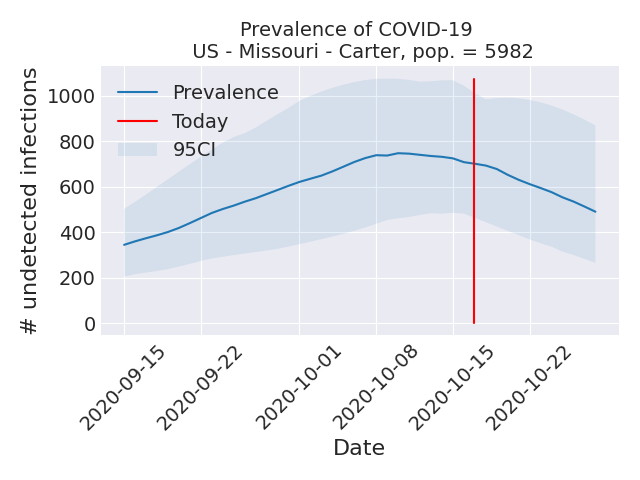 Prevalence of COVID-19
US - Missouri - Carter, pop. = 5982
# undetected infections
1000
800
600
400
200
0
Prevalence
Today
95CI
2020-09-15
2020-09-22
2020-10-01
2020-10-08
2020-10-15
2020-10-22
Date